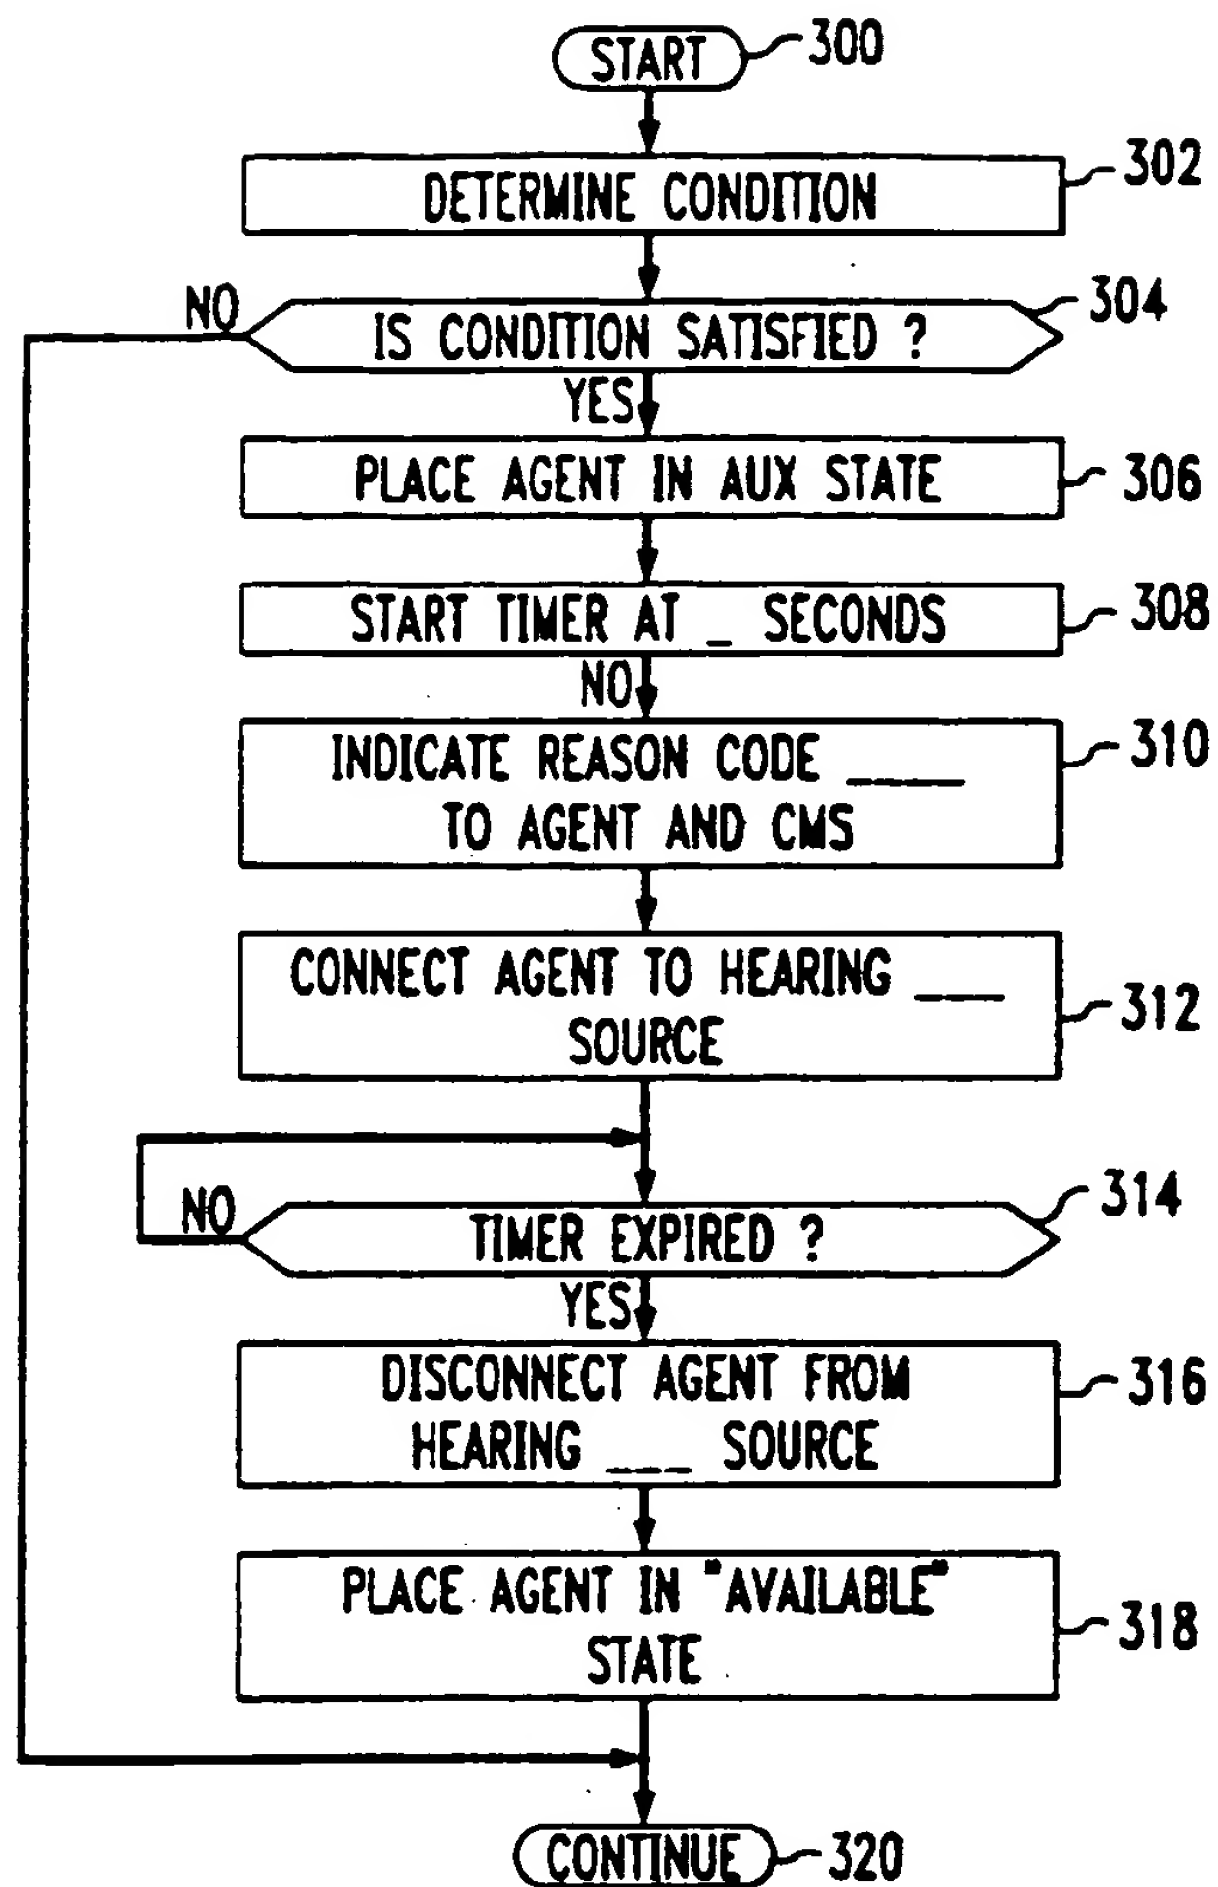 START
300
DETERMINE CONDITION
302
NO
IS CONDITION SATISFIED ?
304
YES
PLACE AGENT IN AUX STATE
306
START TIMER AT _ SECONDS
308
NO
INDICATE REASON CODE ____
TO AGENT AND CMS
310
CONNECT AGENT TO HEARING ___
SOURCE
312
NO
TIMER EXPIRED ?
314
YES
DISCONNECT AGENT FROM
HEARING ___ SOURCE
316
PLACE AGENT IN "AVAILABLE"
STATE
318
CONTINUE
320